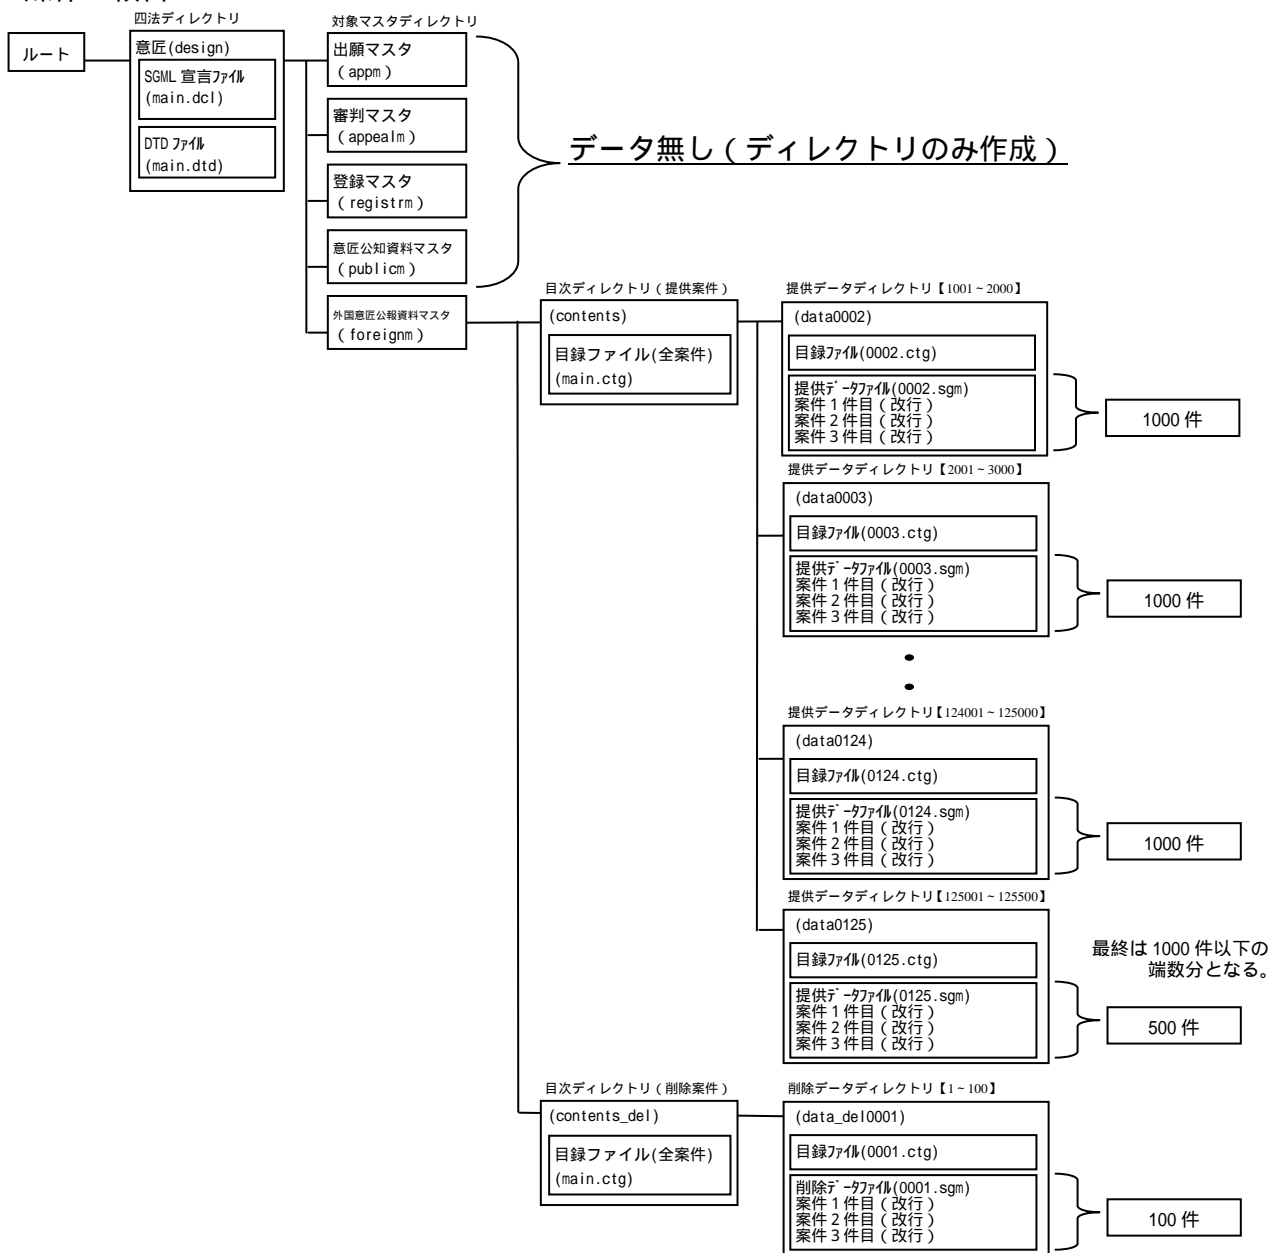 四法ディレクトリ
対象マスタディレクトリ
ルート
意匠(design)
SGML 宣言ファイル
(main.dcl)
DTD ファイル
(main.dtd)
出願マスタ
(appm)
審判マスタ
(appealm)
登録マスタ
(registrm)
意匠公知資料マスタ
(publicm)
外国意匠公報資料マスタ
(foreignm)
データ無し(ディレクトリのみ作成)
目次ディレクトリ(提供案件)
(contents)
目録ファイル(全案件)
(main.ctg)
提供データディレクトリ【1001~2000】
(data0002)
目録ファイル(0002.ctg)
提供データファイル(0002.sgm)
案件1件目(改行)
案件2件目(改行)
案件3件目(改行)
1000 件
提供データディレクトリ【2001~3000】
(data0003)
目録ファイル(0003.ctg)
提供データファイル(0003.sgm)
案件1件目(改行)
案件2件目(改行)
案件3件目(改行)
1000 件
提供データディレクトリ【124001~125000】
(data0124)
目録ファイル(0124.ctg)
提供データファイル(0124.sgm)
案件1件目(改行)
案件2件目(改行)
案件3件目(改行)
1000 件
提供データディレクトリ【125001~125500】
(data0125)
目録ファイル(0125.ctg)
提供データファイル(0125.sgm)
案件1件目(改行)
案件2件目(改行)
案件3件目(改行)
最終は 1000 件以下の
端数分となる。
500 件
目次ディレクトリ(削除案件)
(contents_del)
目録ファイル(全案件)
(main.ctg)
削除データディレクトリ【1~100】
(data_del0001)
目録ファイル(0001.ctg)
削除データファイル(0001.sgm)
案件1件目(改行)
案件2件目(改行)
案件3件目(改行)
100 件